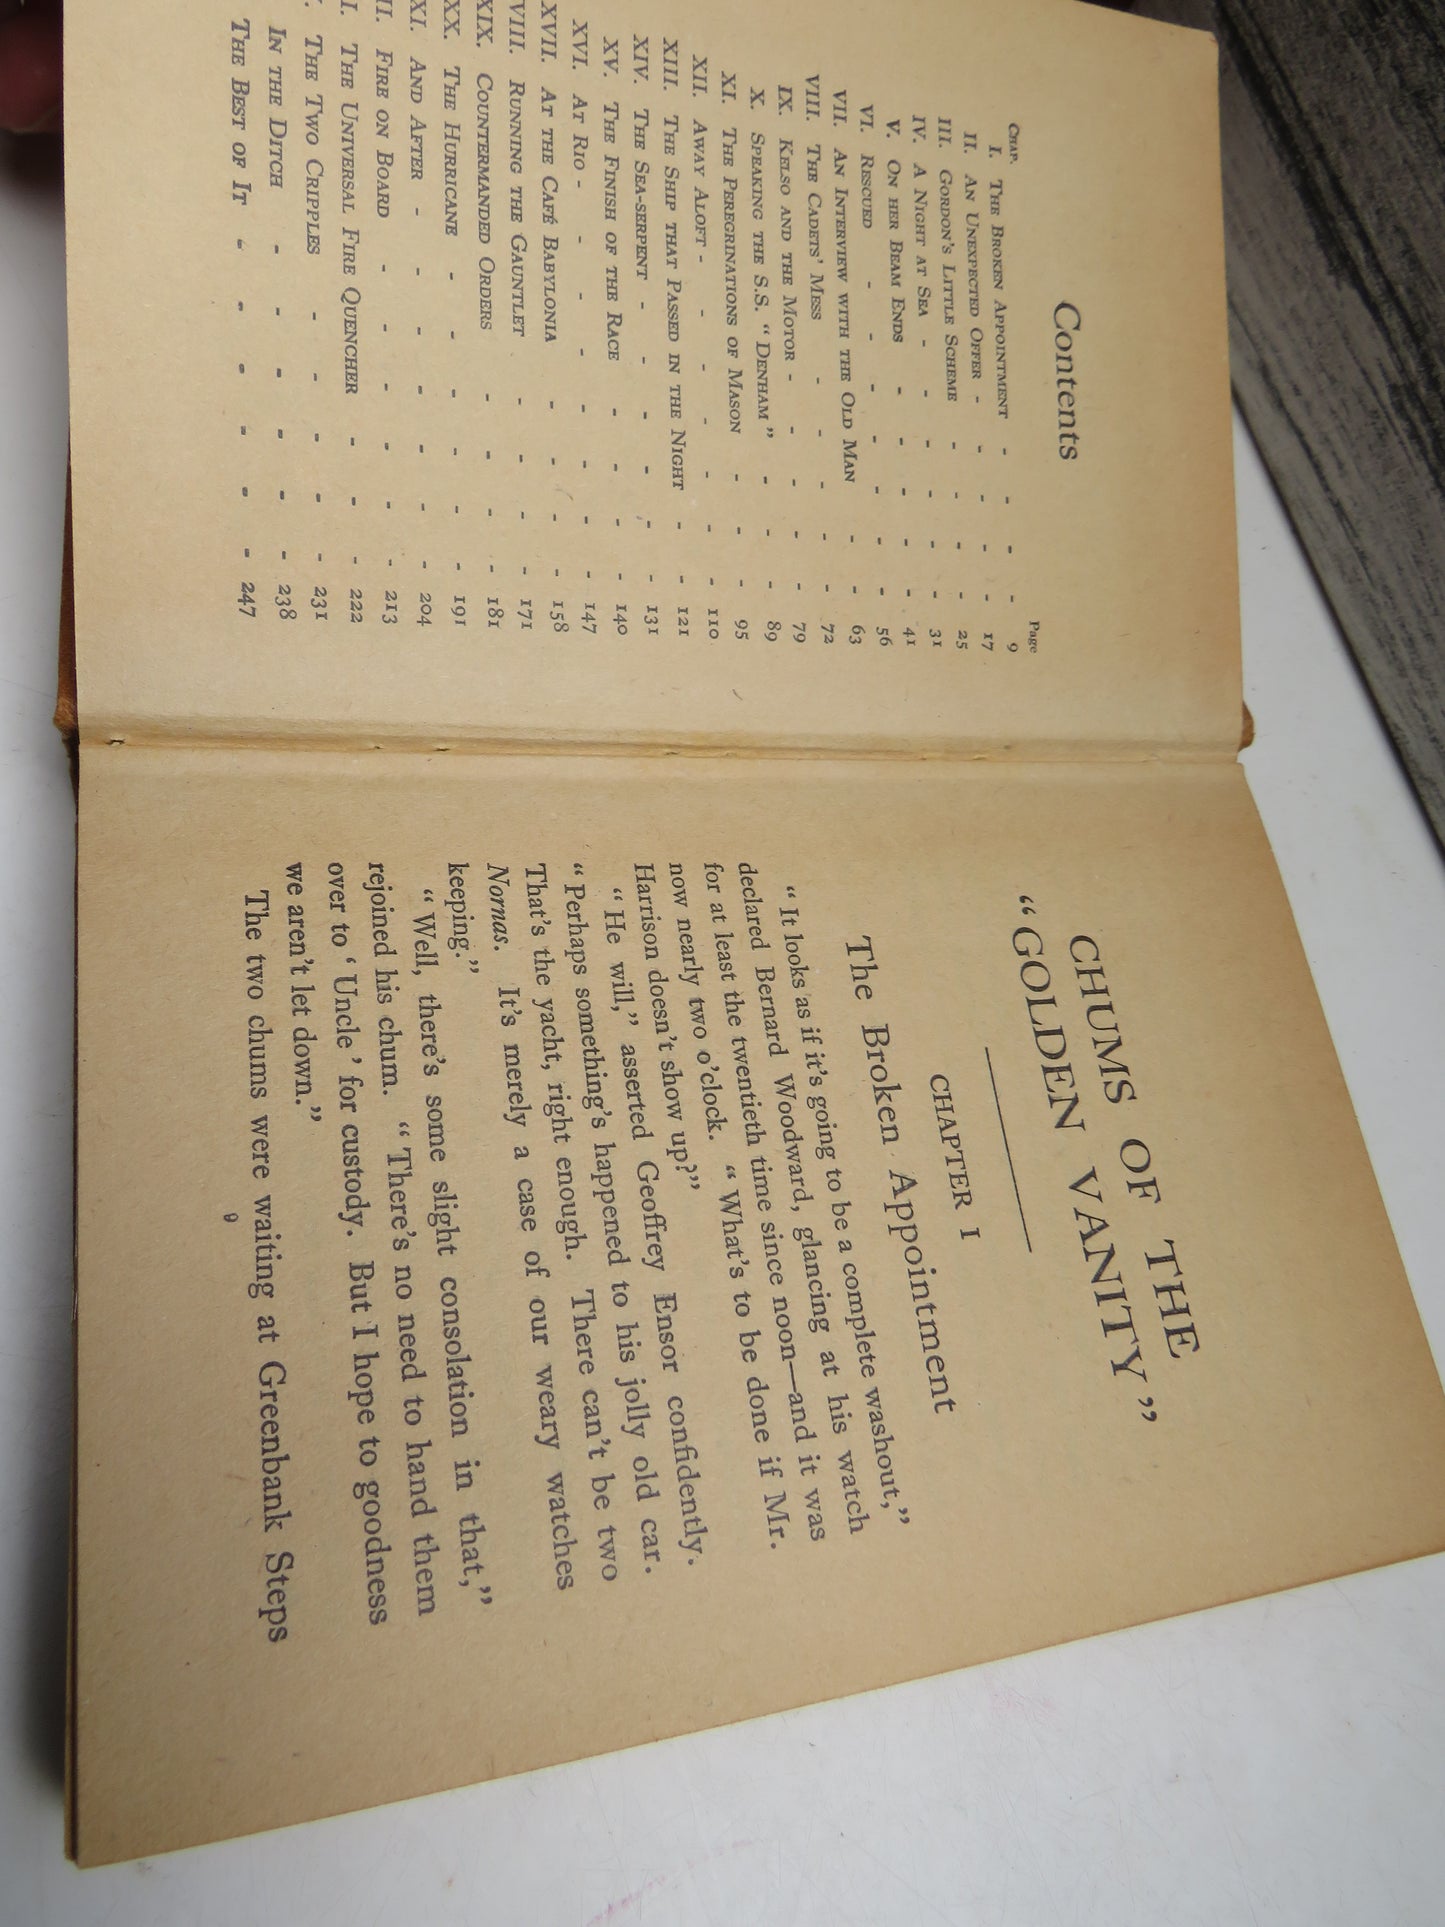 Contents
CHAP. Page
I. THE BROKEN APPOINTMENT - - - - 9
II. AN UNEXPECTED OFFER - - - - - 17
III. GORDON'S LITTLE SCHEME - - - - 25
IV. A NIGHT AT SEA - - - - - - 31
V. ON HER BEAM ENDS - - - - - 41
VI. RESCUED - - - - - - 56
VII. AN INTERVIEW WITH THE OLD MAN - - 63
VIII. THE CADETS' MESS - - - - - 72
IX. KELSO AND THE MOTOR - - - - - 79
X. SPEAKING THE S.S. "DENHAM" - - - 89
XI. THE PEREGRINATIONS OF MASON - - - 95
XII. AWAY ALOFT - - - - - - 110
XIII. THE SHIP THAT PASSED IN THE NIGHT - - 121
XIV. THE SEA-SERPENT - - - - - - 131
XV. THE FINISH OF THE RACE - - - - 140
XVI. AT RIO - - - - - - - 147
XVII. AT THE CAFÉ BABYLONIA - - - - 158
VIII. RUNNING THE GAUNTLET - - - - 171
XIX. COUNTERMANDED ORDERS - - - - 181
XX. THE HURRICANE - - - - - - 191
XI. AND AFTER - - - - - - - 204
II. FIRE ON BOARD - - - - - - 213
I. THE UNIVERSAL FIRE QUENCHER - - - 222
. THE TWO CRIPPLES - - - - - 231
IN THE DITCH - - - - - - 238
THE BEST OF IT - - - - - - 247
CHUMS OF THE
"GOLDEN VANITY"
CHAPTER I
The Broken Appointment
"It looks as if it's going to be a complete washout,"
declared Bernard Woodward, glancing at his watch
for at least the twentieth time since noon—and it was
now nearly two o'clock. "What's to be done if Mr.
Harrison doesn't show up?"
"He will," asserted Geoffrey Ensor confidently.
"Perhaps something's happened to his jolly old car.
That's the yacht, right enough. There can't be two
Nornas. It's merely a case of our weary watches
keeping."
"Well, there's some slight consolation in that,"
rejoined his chum. "There's no need to hand them
over to 'Uncle' for custody. But I hope to goodness
we aren't let down."
The two chums were waiting at Greenbank Steps
9